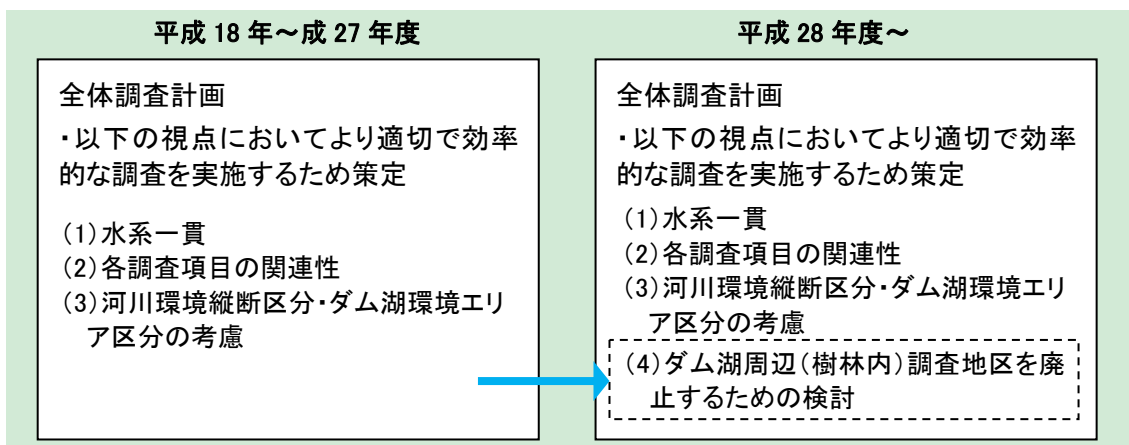 平成 18 年～成 27 年度
全体調査計画
・以下の視点においてより適切で効率
的な調査を実施するため策定
(1)水系一貫
(2)各調査項目の関連性
(3)河川環境縦断区分・ダム湖環境エリ
ア区分の考慮
平成 28 年度～
全体調査計画
・以下の視点においてより適切で効率
的な調査を実施するため策定
(1)水系一貫
(2)各調査項目の関連性
(3)河川環境縦断区分・ダム湖環境エリ
ア区分の考慮
(4)ダム湖周辺(樹林内)調査地区を廃
止するための検討